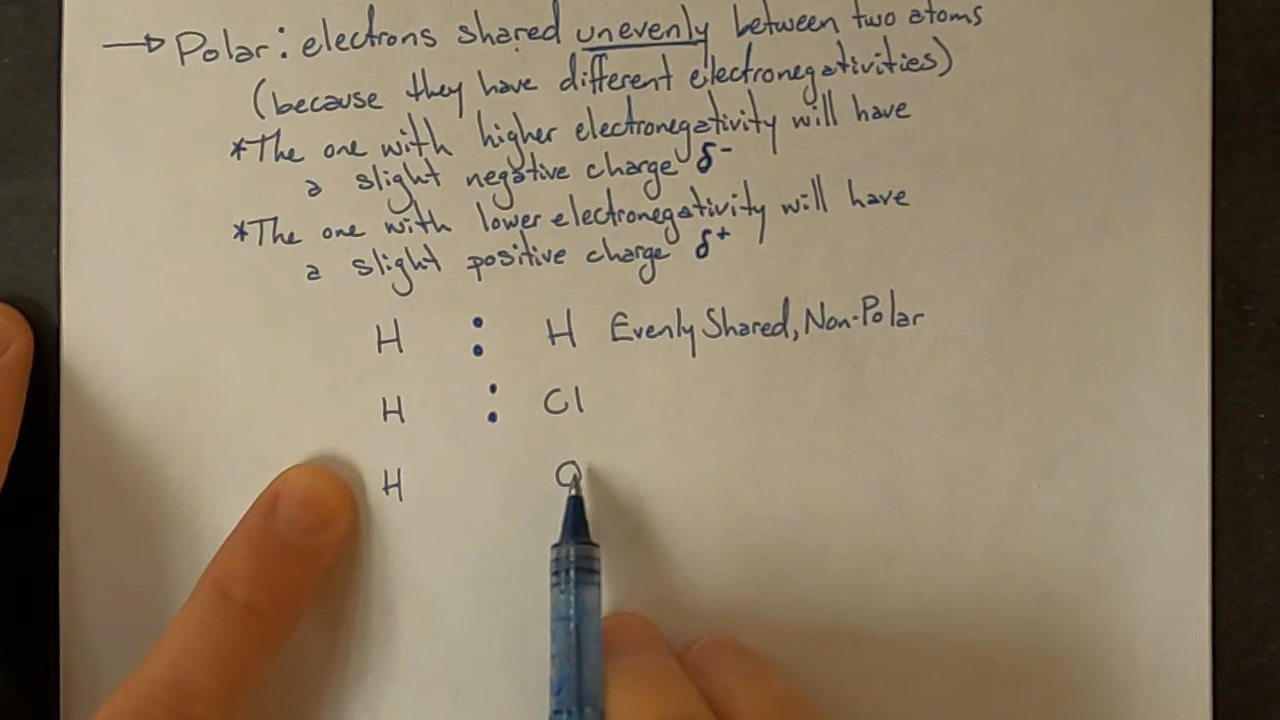 → Polar: electrons shared unevenly between two atoms
(because they have different electronegativities)
*The one with higher electronegativity will have
a slight negative charge δ⁻
*The one with lower electronegativity will have
a slight positive charge δ⁺
H : H Evenly Shared, Non-Polar
H : Cl
H O